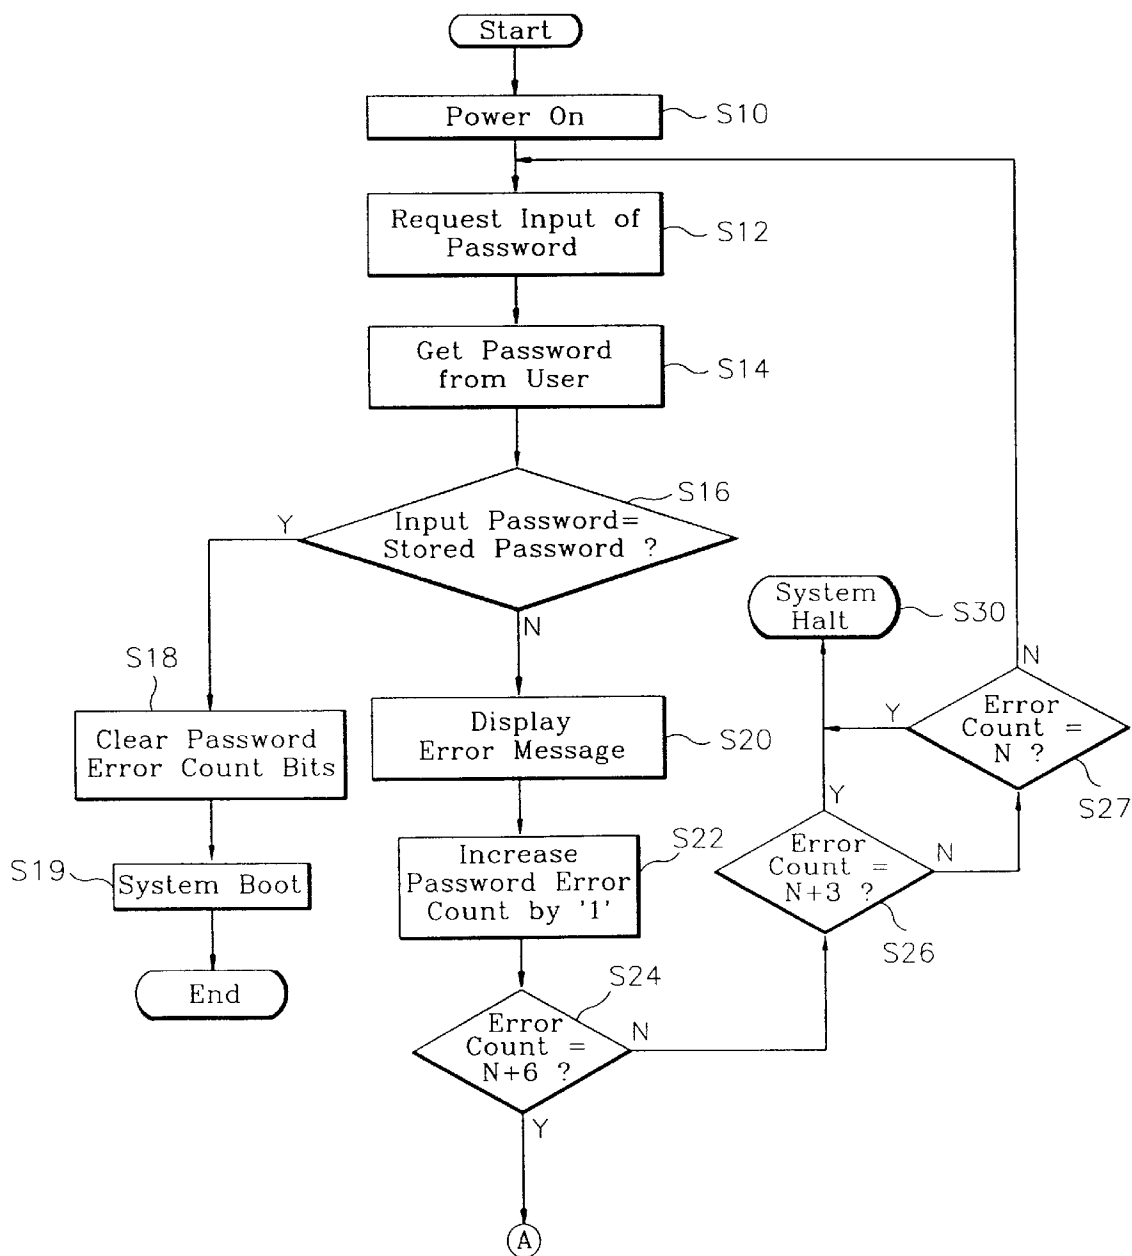 Start
Power On
S10
Request Input of
Password
S12
Get Password
from User
S14
S16
Input Password=
Stored Password ?
Y
N
System
Halt
S30
S18
Clear Password
Error Count Bits
Display
Error Message
S20
N
Y
Error
Count =
N ?
S27
S19
System Boot
Increase
Password Error
Count by '1'
S22
Y
Error
Count =
N+3 ?
N
S26
End
S24
Error
Count =
N+6 ?
N
Y
A